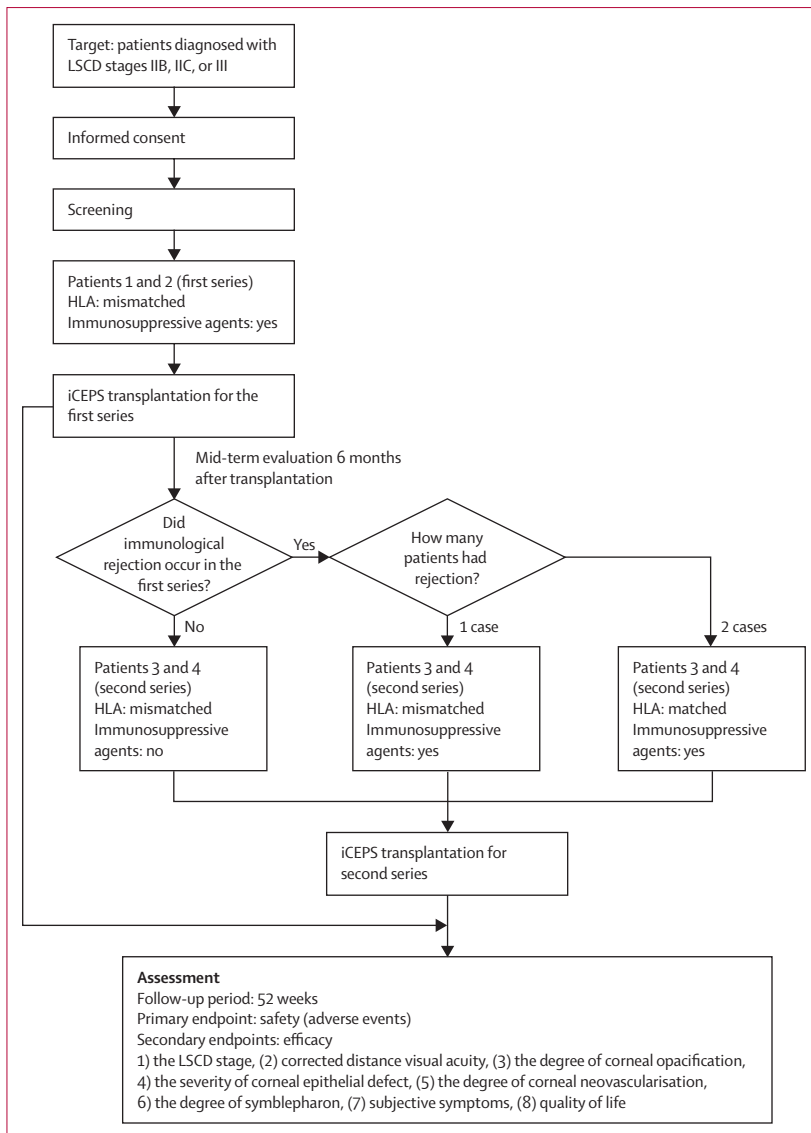 Target: patients diagnosed with
LSCD stages IIB, IIC, or III
Informed consent
Screening
Patients 1 and 2 (first series)
HLA: mismatched
Immunosuppressive agents: yes
iCEPS transplantation for the
first series
Mid-term evaluation 6 months
after transplantation
Did
immunological
rejection occur in the
first series?
Yes
How many
patients had
rejection?
No
1 case
2 cases
Patients 3 and 4
(second series)
HLA: mismatched
Immunosuppressive
agents: no
Patients 3 and 4
(second series)
HLA: mismatched
Immunosuppressive
agents: yes
Patients 3 and 4
(second series)
HLA: matched
Immunosuppressive
agents: yes
iCEPS transplantation for
second series
Assessment
Follow-up period: 52 weeks
Primary endpoint: safety (adverse events)
Secondary endpoints: efficacy
1) the LSCD stage, (2) corrected distance visual acuity, (3) the degree of corneal opacification,
4) the severity of corneal epithelial defect, (5) the degree of corneal neovascularisation,
6) the degree of symblepharon, (7) subjective symptoms, (8) quality of life